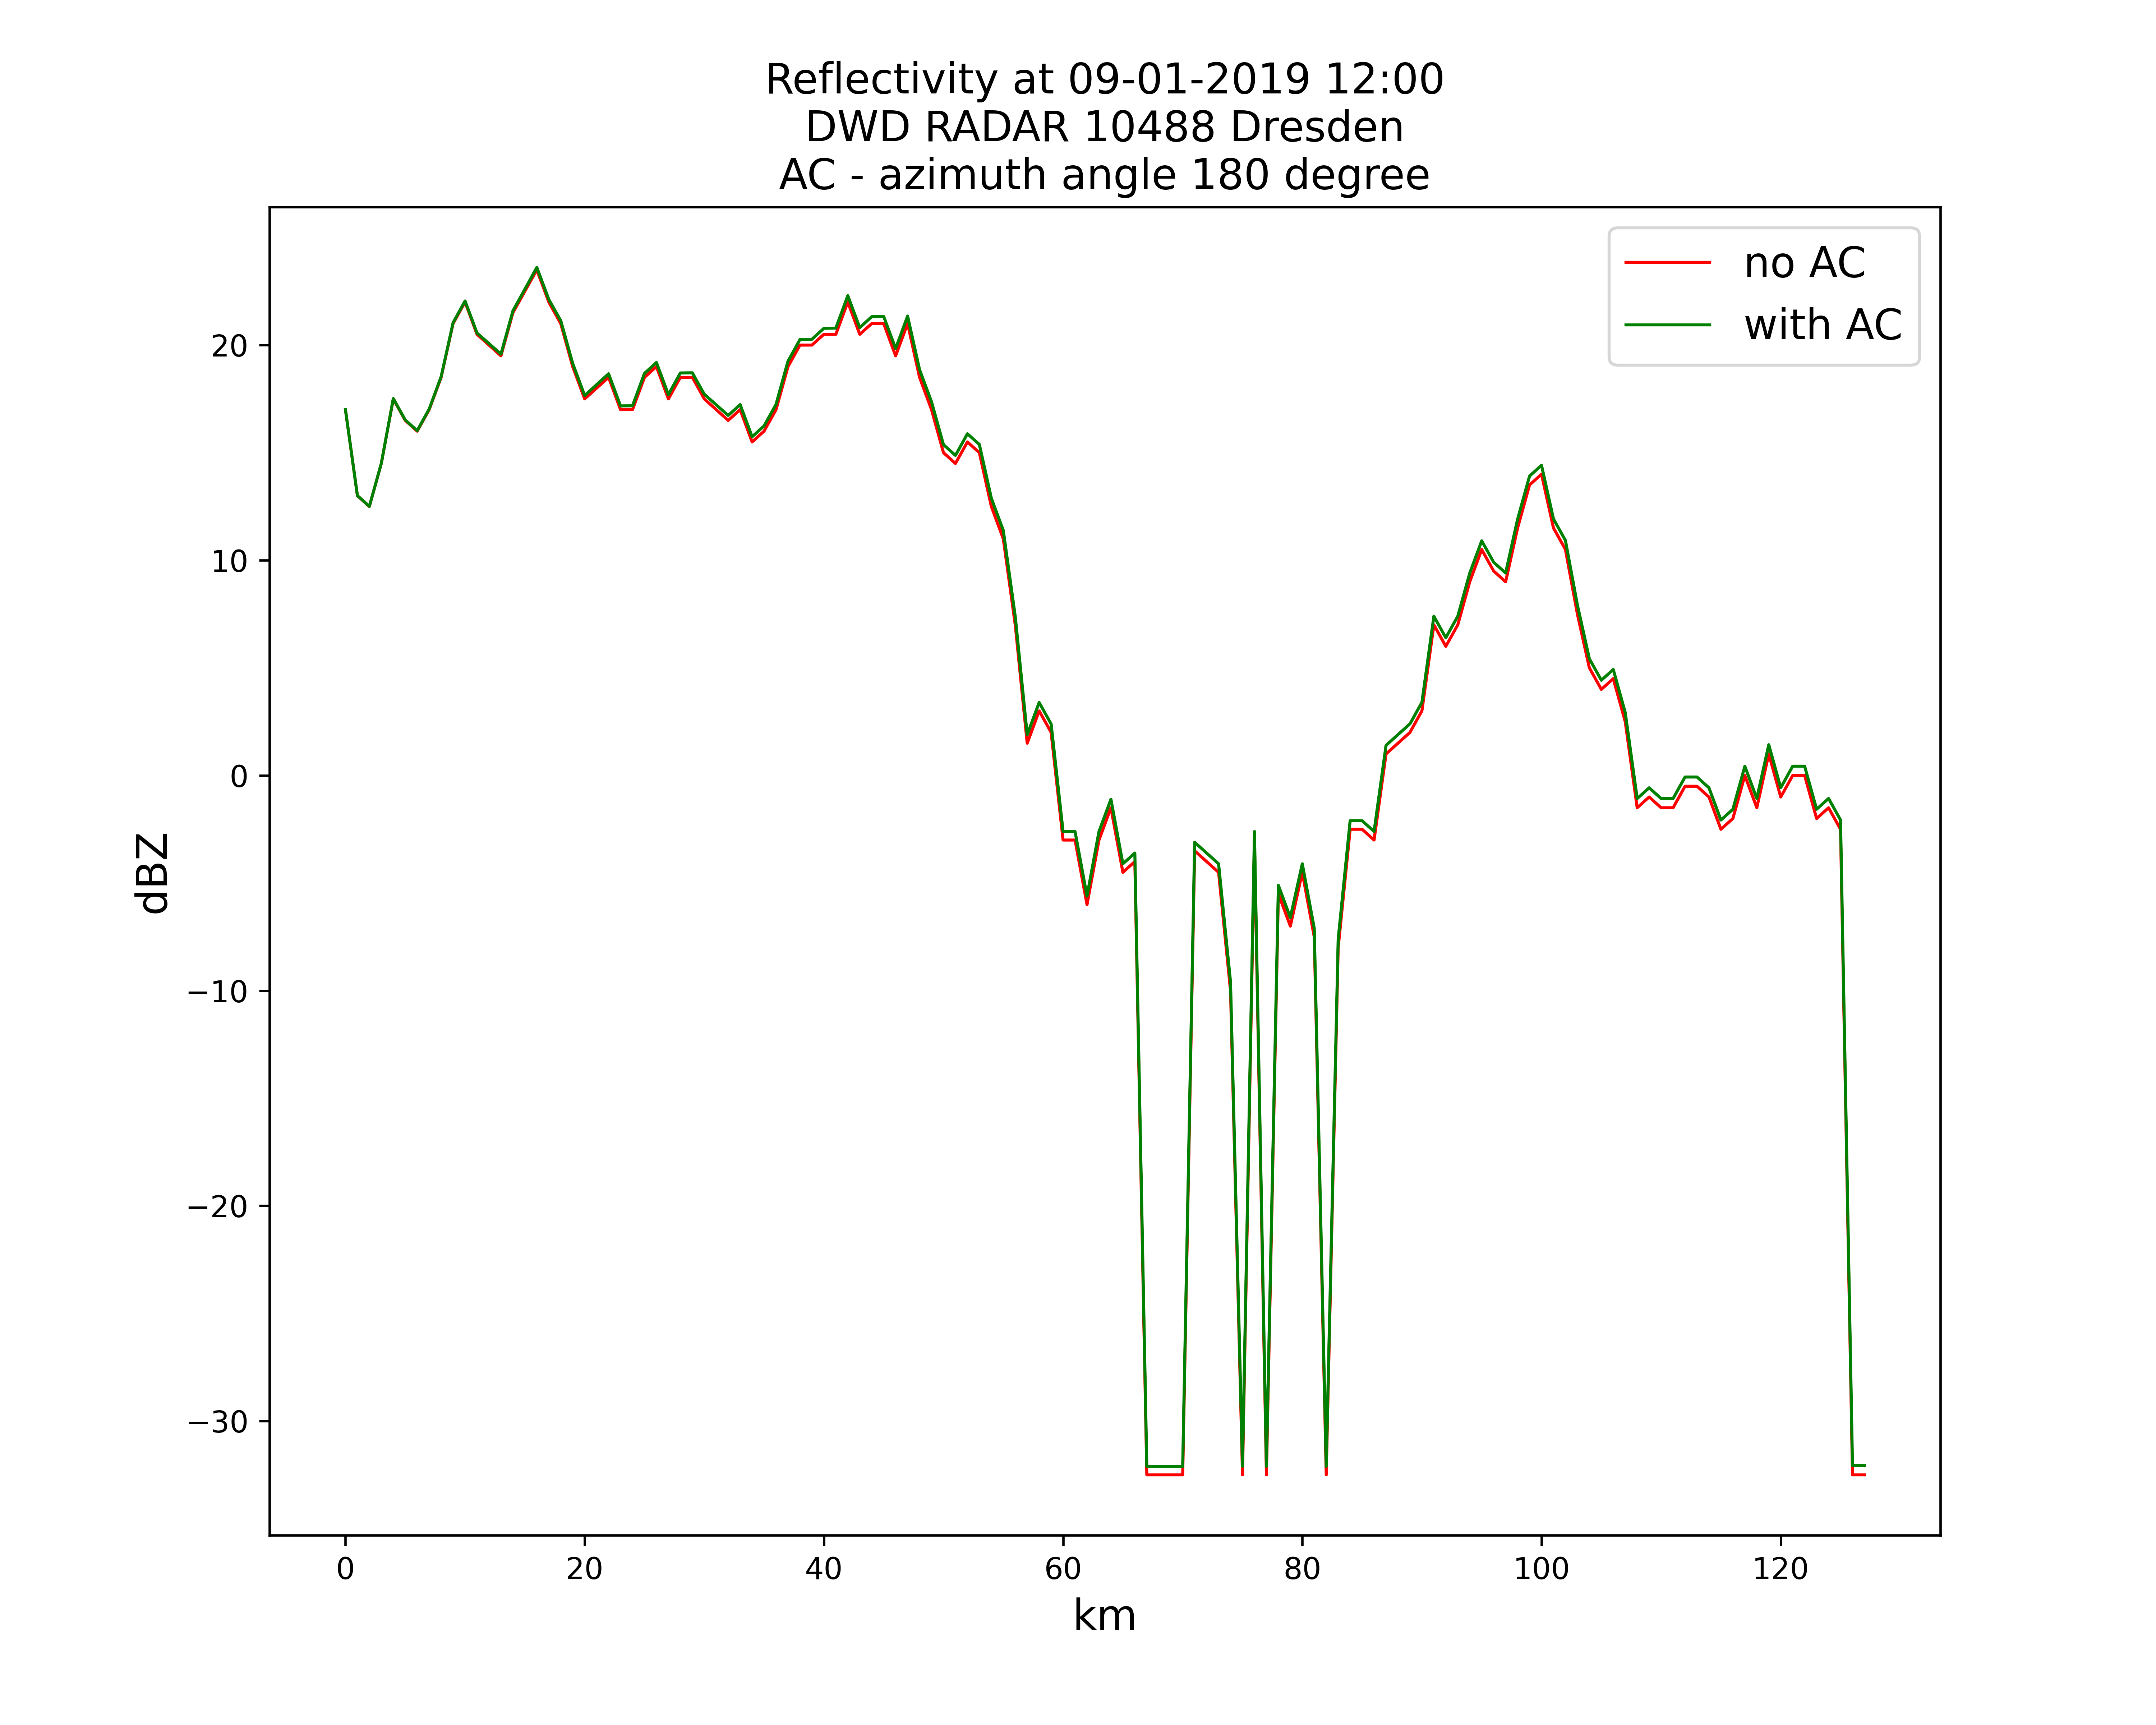 Reflectivity at 09-01-2019 12:00
DWD RADAR 10488 Dresden
AC - azimuth angle 180 degree
no AC
with AC
20
10
0
−10
−20
−30
dBZ
0 20 40 60 80 100 120
km